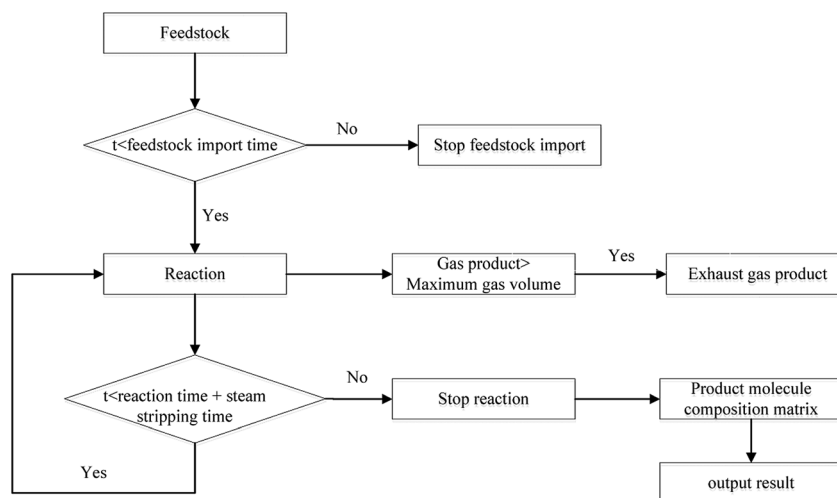 Feedstock
t<feedstock import time
No
Stop feedstock import
Yes
Reaction
Gas product>
Maximum gas volume
Yes
Exhaust gas product
t<reaction time + steam
stripping time
No
Stop reaction
Product molecule
composition matrix
Yes
output result